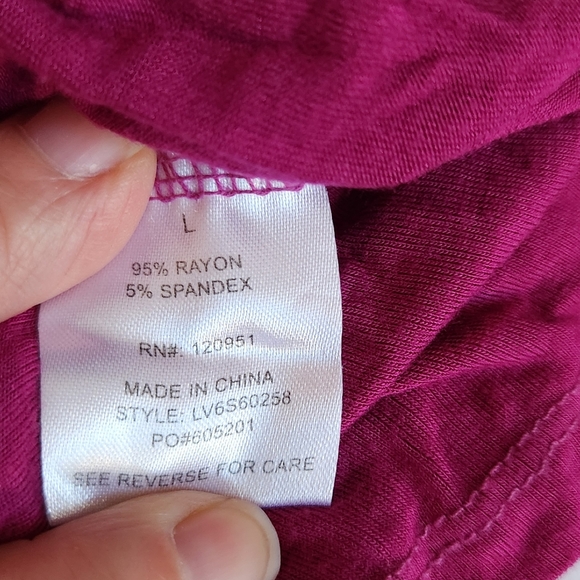 L
95% RAYON
5% SPANDEX
RN#: 120951
MADE IN CHINA
STYLE: LV6S60258
PO#605201
SEE REVERSE FOR CARE